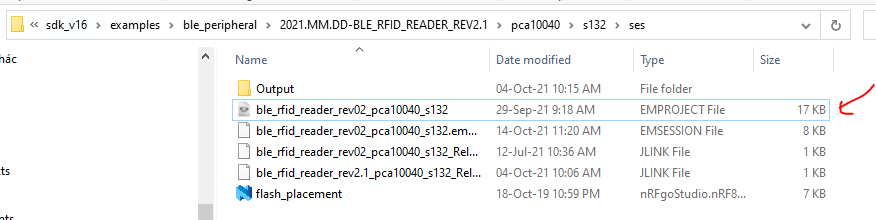 « sdk_v16 > examples > ble_peripheral > 2021.MM.DD-BLE_RFID_READER_REV2.1 > pca10040 > s132 > ses
hác
Name Date modified Type Size
Output 04-Oct-21 10:15 AM File folder
ble_rfid_reader_rev02_pca10040_s132 29-Sep-21 9:18 AM EMPROJECT File 17 KB
ble_rfid_reader_rev02_pca10040_s132.em... 14-Oct-21 11:20 AM EMSESSION File 8 KB
ble_rfid_reader_rev02_pca10040_s132_Rel... 12-Jul-21 10:36 AM JLINK File 1 KB
ble_rfid_reader_rev2.1_pca10040_s132_Rel... 04-Oct-21 10:06 AM JLINK File 1 KB
flash_placement 18-Oct-19 10:59 PM nRFgoStudio.nRF8... 7 KB